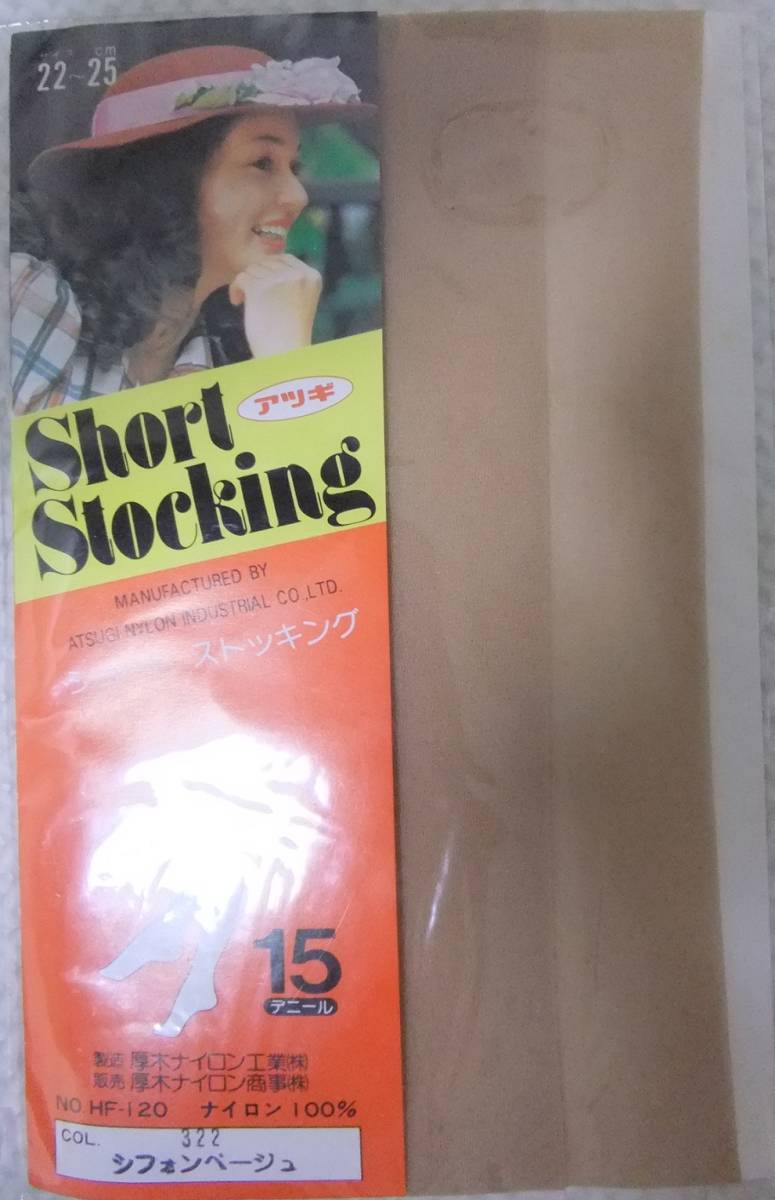 サイズ cm
22~25
Short
アツギ
Stocking
MANUFACTURED BY
ATSUGI NYLON INDUSTRIAL CO.,LTD.
ストッキング
15
デニール
製造 厚木ナイロン工業(株)
販売 厚木ナイロン商事(株)
NO. HF-120 ナイロン 100%
COL. 322
シフォンベージュ